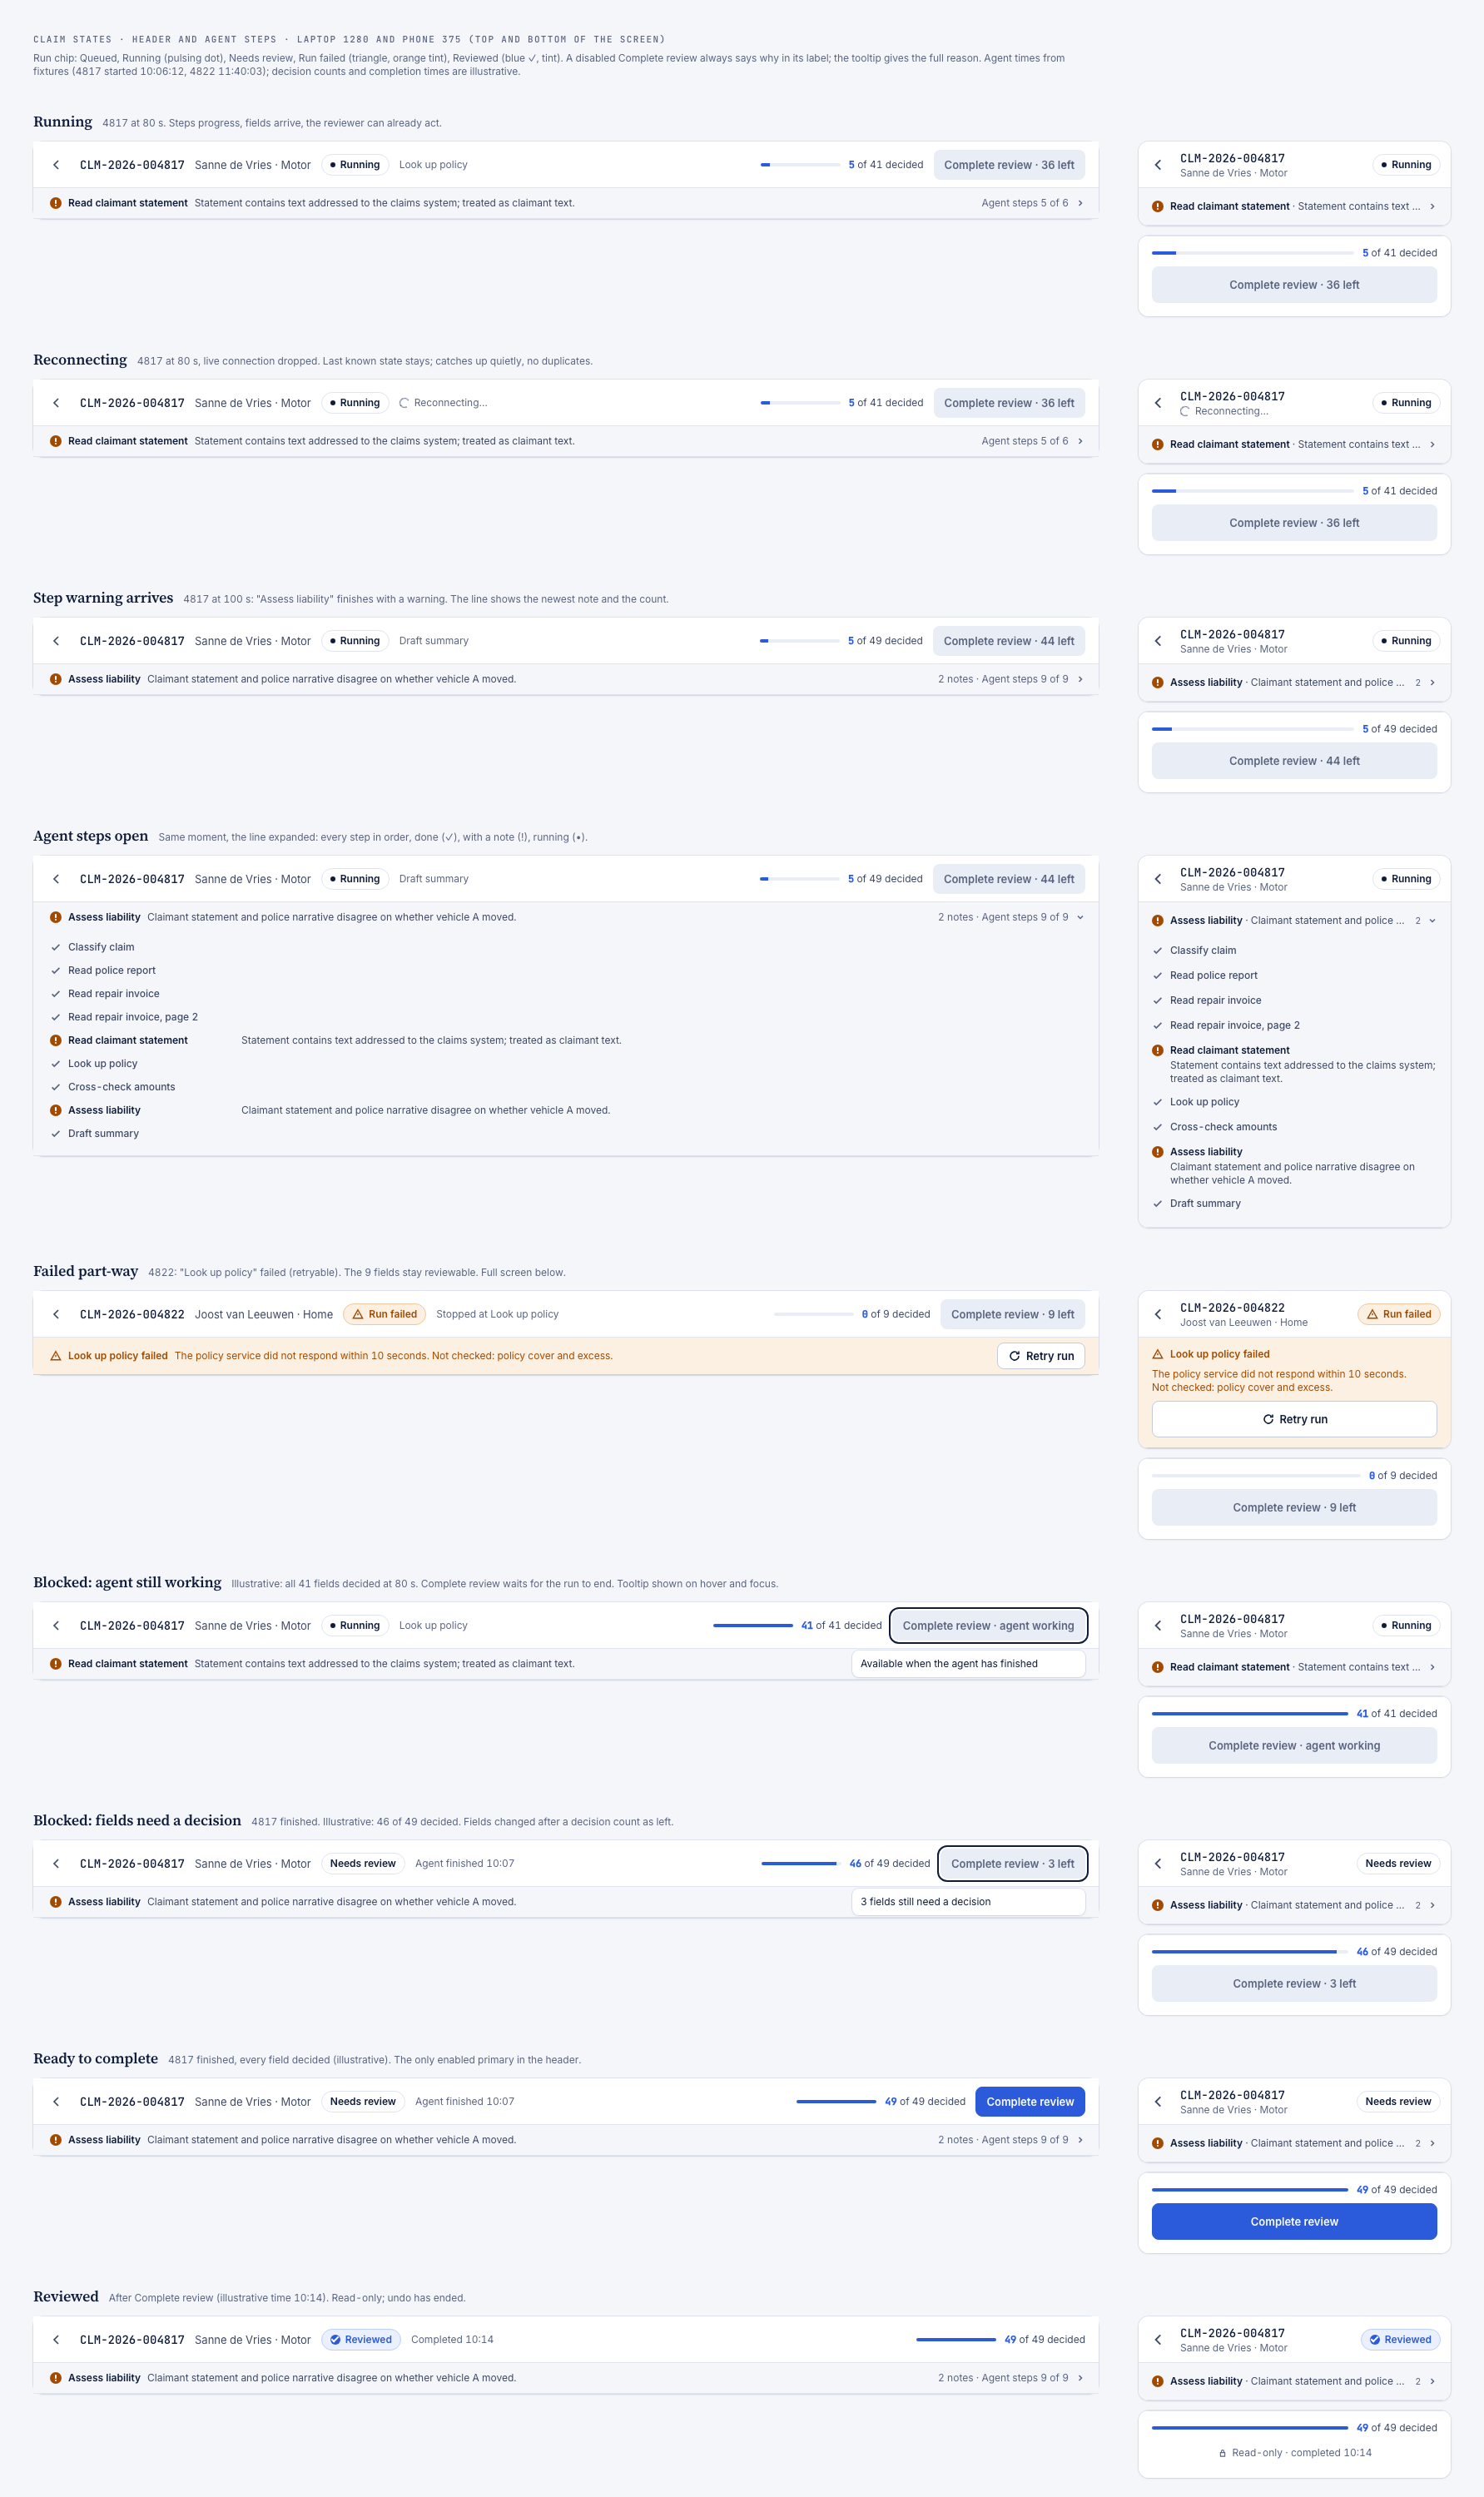 CLAIM STATES · HEADER AND AGENT STEPS · LAPTOP 1280 AND PHONE 375 (TOP AND BOTTOM OF THE SCREEN)
Run chip: Queued, Running (pulsing dot), Needs review, Run failed (triangle, orange tint), Reviewed (blue ✓, tint). A disabled Complete review always says why in its label; the tooltip gives the full reason. Agent times from
fixtures (4817 started 10:06:12, 4822 11:40:03); decision counts and completion times are illustrative.
Running 4817 at 80 s. Steps progress, fields arrive, the reviewer can already act.
CLM-2026-004817 Sanne de Vries · Motor Running Look up policy 5 of 41 decided Complete review · 36 left
Read claimant statement Statement contains text addressed to the claims system; treated as claimant text. Agent steps 5 of 6
CLM-2026-004817
Sanne de Vries · Motor
Running
Read claimant statement · Statement contains text ...
5 of 41 decided
Complete review · 36 left
Reconnecting 4817 at 80 s, live connection dropped. Last known state stays; catches up quietly, no duplicates.
CLM-2026-004817 Sanne de Vries · Motor Running Reconnecting... 5 of 41 decided Complete review · 36 left
Read claimant statement Statement contains text addressed to the claims system; treated as claimant text. Agent steps 5 of 6
CLM-2026-004817
Reconnecting...
Running
Read claimant statement · Statement contains text ...
5 of 41 decided
Complete review · 36 left
Step warning arrives 4817 at 100 s: "Assess liability" finishes with a warning. The line shows the newest note and the count.
CLM-2026-004817 Sanne de Vries · Motor Running Draft summary 5 of 49 decided Complete review · 44 left
Assess liability Claimant statement and police narrative disagree on whether vehicle A moved. 2 notes · Agent steps 9 of 9
CLM-2026-004817
Sanne de Vries · Motor
Running
Assess liability · Claimant statement and police ... 2
5 of 49 decided
Complete review · 44 left
Agent steps open Same moment, the line expanded: every step in order, done (✓), with a note (!), running (•).
CLM-2026-004817 Sanne de Vries · Motor Running Draft summary 5 of 49 decided Complete review · 44 left
Assess liability Claimant statement and police narrative disagree on whether vehicle A moved. 2 notes · Agent steps 9 of 9
Classify claim
Read police report
Read repair invoice
Read repair invoice, page 2
Read claimant statement Statement contains text addressed to the claims system; treated as claimant text.
Look up policy
Cross-check amounts
Assess liability Claimant statement and police narrative disagree on whether vehicle A moved.
Draft summary
CLM-2026-004817
Sanne de Vries · Motor
Running
Assess liability · Claimant statement and police ... 2
Classify claim
Read police report
Read repair invoice
Read repair invoice, page 2
Read claimant statement
Statement contains text addressed to the claims system;
treated as claimant text.
Look up policy
Cross-check amounts
Assess liability
Claimant statement and police narrative disagree on
whether vehicle A moved.
Draft summary
Failed part-way 4822: "Look up policy" failed (retryable). The 9 fields stay reviewable. Full screen below.
CLM-2026-004822 Joost van Leeuwen · Home Run failed Stopped at Look up policy 0 of 9 decided Complete review · 9 left
Look up policy failed The policy service did not respond within 10 seconds. Not checked: policy cover and excess. Retry run
CLM-2026-004822
Joost van Leeuwen · Home
Run failed
Look up policy failed
The policy service did not respond within 10 seconds.
Not checked: policy cover and excess.
Retry run
0 of 9 decided
Complete review · 9 left
Blocked: agent still working Illustrative: all 41 fields decided at 80 s. Complete review waits for the run to end. Tooltip shown on hover and focus.
CLM-2026-004817 Sanne de Vries · Motor Running Look up policy 41 of 41 decided Complete review · agent working
Read claimant statement Statement contains text addressed to the claims system; treated as claimant text. Available when the agent has finished
CLM-2026-004817
Sanne de Vries · Motor
Running
Read claimant statement · Statement contains text ...
41 of 41 decided
Complete review · agent working
Blocked: fields need a decision 4817 finished. Illustrative: 46 of 49 decided. Fields changed after a decision count as left.
CLM-2026-004817 Sanne de Vries · Motor Needs review Agent finished 10:07 46 of 49 decided Complete review · 3 left
Assess liability Claimant statement and police narrative disagree on whether vehicle A moved. 3 fields still need a decision
CLM-2026-004817
Sanne de Vries · Motor
Needs review
Assess liability · Claimant statement and police ... 2
46 of 49 decided
Complete review · 3 left
Ready to complete 4817 finished, every field decided (illustrative). The only enabled primary in the header.
CLM-2026-004817 Sanne de Vries · Motor Needs review Agent finished 10:07 49 of 49 decided Complete review
Assess liability Claimant statement and police narrative disagree on whether vehicle A moved. 2 notes · Agent steps 9 of 9
CLM-2026-004817
Sanne de Vries · Motor
Needs review
Assess liability · Claimant statement and police ... 2
49 of 49 decided
Complete review
Reviewed After Complete review (illustrative time 10:14). Read-only; undo has ended.
CLM-2026-004817 Sanne de Vries · Motor Reviewed Completed 10:14 49 of 49 decided
Assess liability Claimant statement and police narrative disagree on whether vehicle A moved. 2 notes · Agent steps 9 of 9
CLM-2026-004817
Sanne de Vries · Motor
Reviewed
Assess liability · Claimant statement and police ... 2
49 of 49 decided
Read-only · completed 10:14